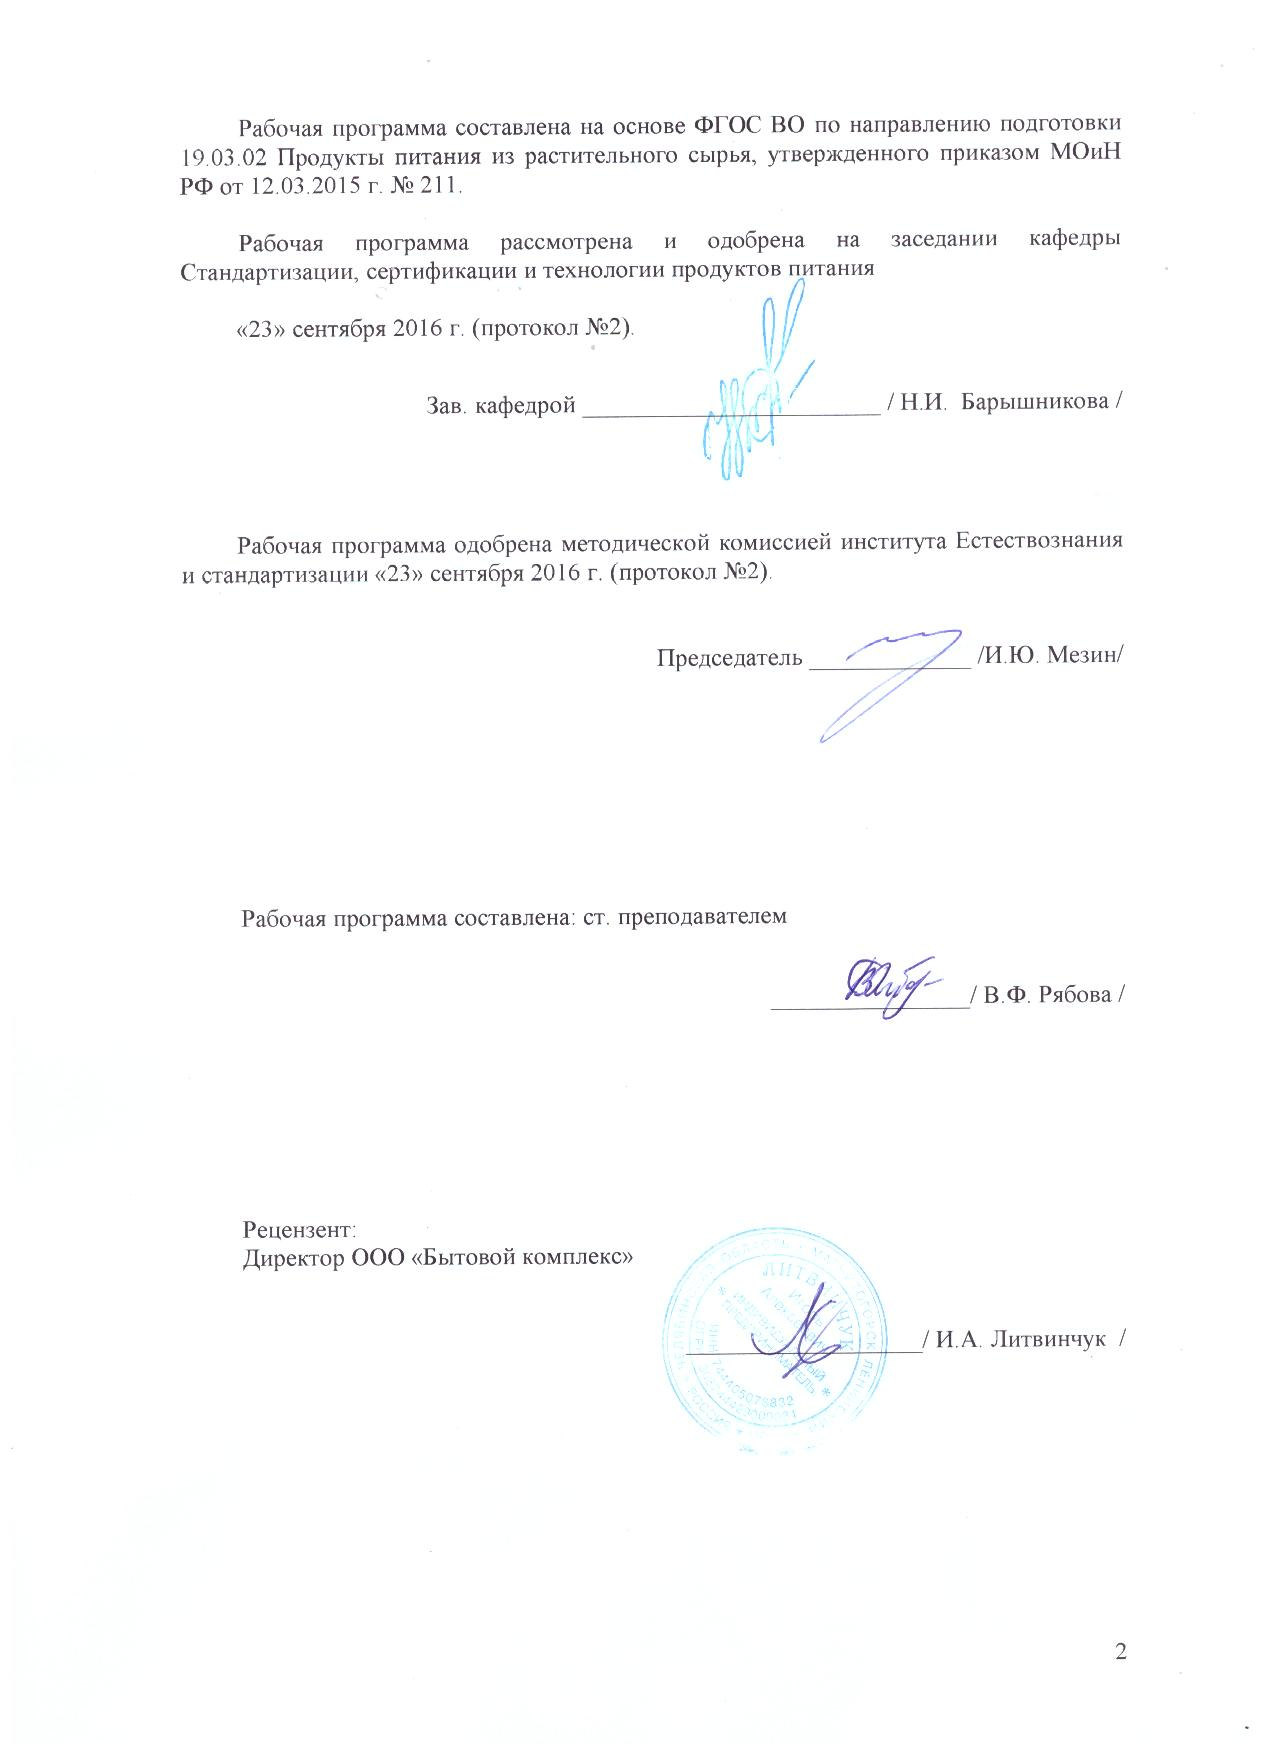 Рабочая программа составлена на основе ФГОС ВО по направлению подготовки
19.03.02 Продукты питания из растительного сырья, утвержденного приказом МОиН
РФ от 12.03.2015 г. № 211.
Рабочая программа рассмотрена и одобрена на заседании кафедры
Стандартизации, сертификации и технологии продуктов питания
«23» сентября 2016 г. (протокол №2).
Зав. кафедрой / Н.И. Барышникова /
Рабочая программа одобрена методической комиссией института Естествознания
и стандартизации «23» сентября 2016 г. (протокол №2).
Председатель /И.Ю. Мезин/
Рабочая программа составлена: ст. преподавателем
/ В.Ф. Рябова /
Рецензент:
Директор ООО «Бытовой комплекс»
ЛИТВИНЧУК
/ И.А. Литвинчук /
2